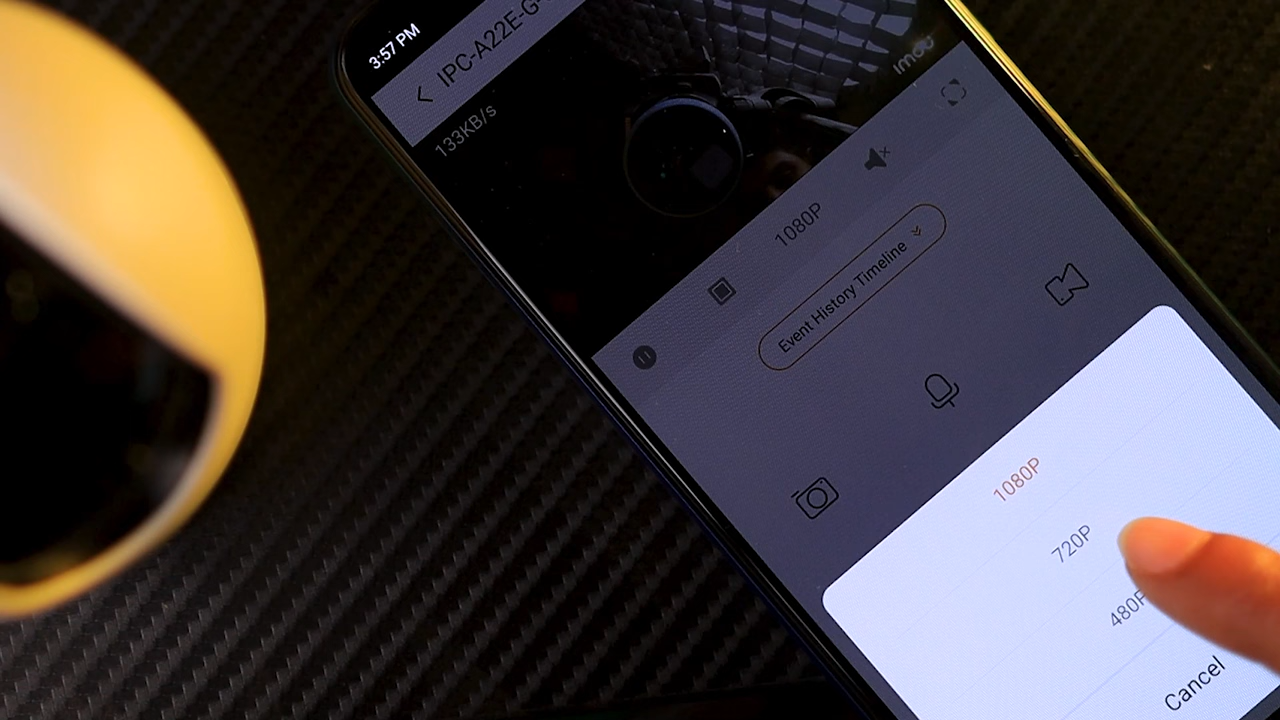 3:57 PM
IPC-A22E-G-
133KB/s
imou
1080P
Event History Timeline
1080P
720P
480P
Cancel